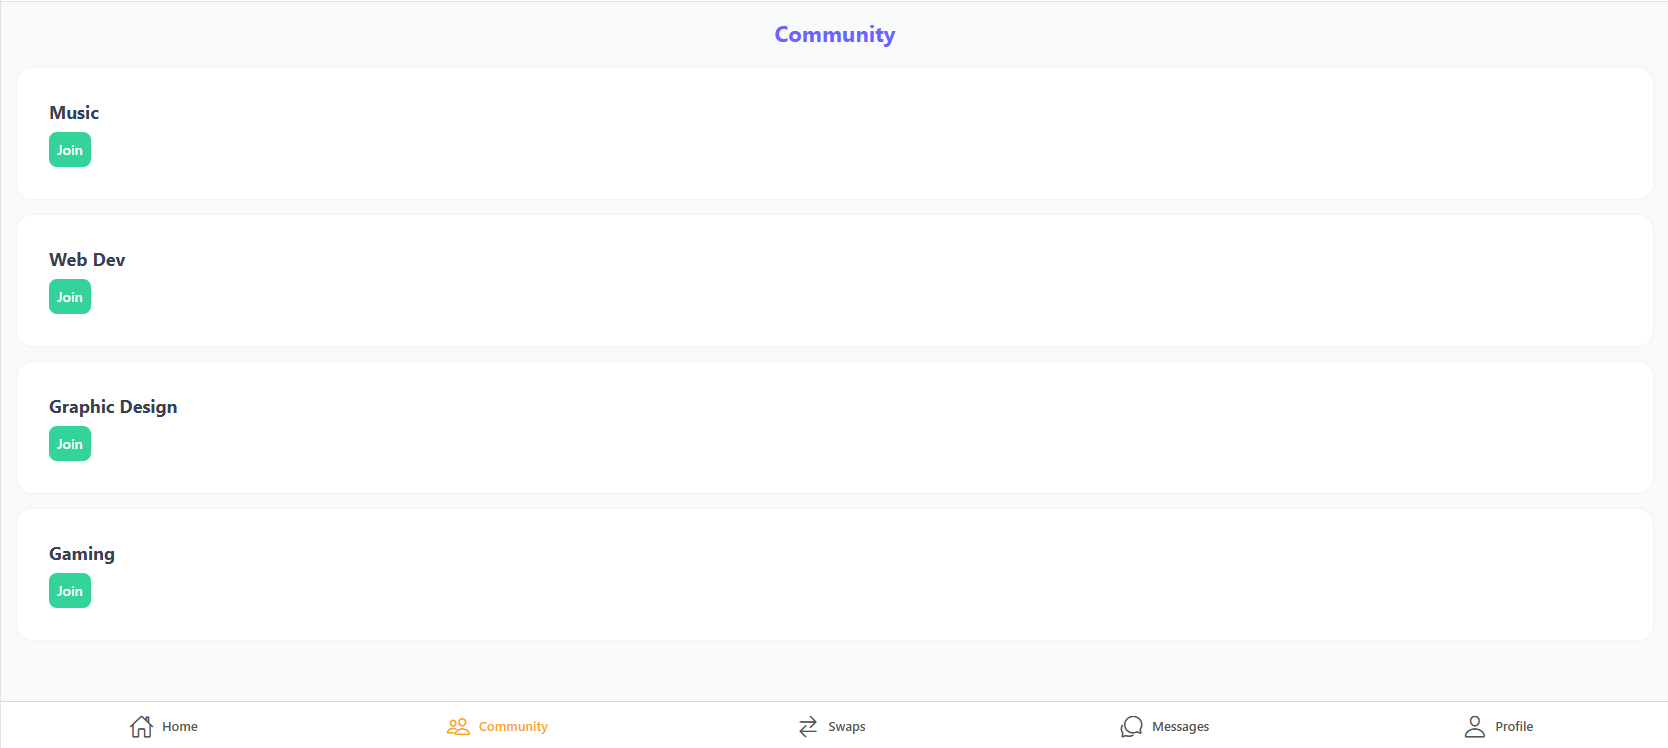 Community
Music
Join
Web Dev
Join
Graphic Design
Join
Gaming
Join
Home Community Swaps Messages Profile